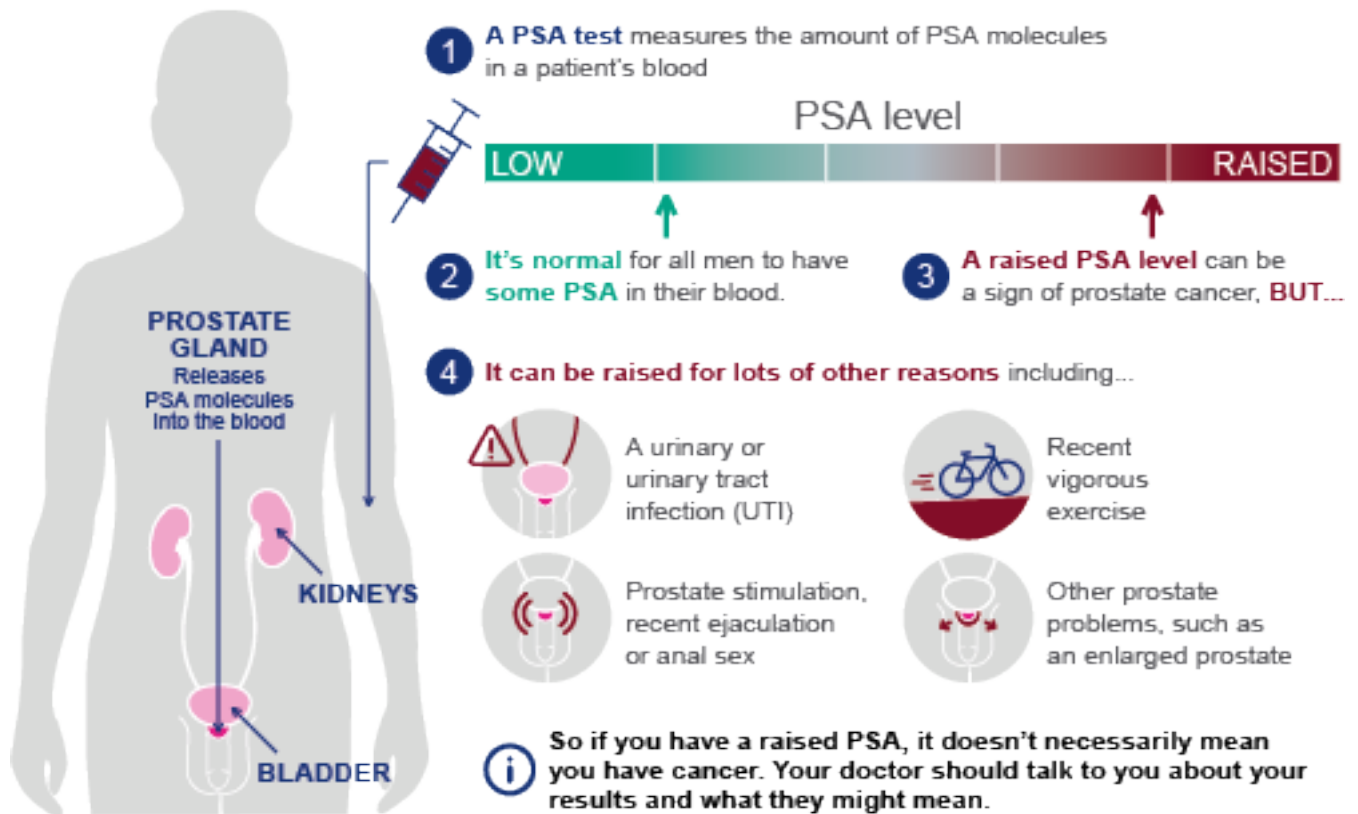 1
A PSA test measures the amount of PSA molecules
in a patient's blood
PSA level
LOW
RAISED
2
It's normal for all men to have
some PSA in their blood.
3
A raised PSA level can be
a sign of prostate cancer, BUT...
PROSTATE
GLAND
Releases
PSA molecules
Into the blood
KIDNEYS
BLADDER
4
It can be raised for lots of other reasons including...
A urinary or
urinary tract
infection (UTI)
Recent
vigorous
exercise
Prostate stimulation,
recent ejaculation
or anal sex
Other prostate
problems, such as
an enlarged prostate
So if you have a raised PSA, it doesn't necessarily mean
you have cancer. Your doctor should talk to you about your
results and what they might mean.